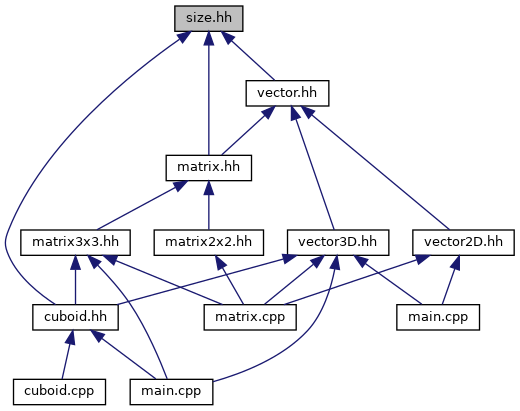 size.hh
vector.hh
matrix.hh
matrix3x3.hh
matrix2x2.hh
vector3D.hh
vector2D.hh
cuboid.hh
matrix.cpp
main.cpp
cuboid.cpp
main.cpp